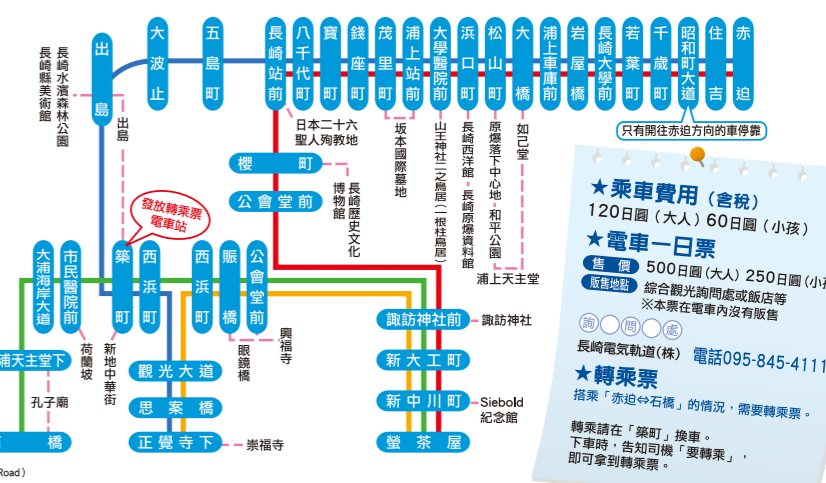 出島
大波止
五島町
長崎站前
八千代町
寶町
錢座町
茂里町
浦上站前
大學醫院前
浜口町
松山町
大橋
浦上車庫前
岩屋橋
長崎大學前
若葉町
千歳町
昭和町大道
住吉
赤迫
只有開往赤迫方向的車停靠
長崎水濱森林公園
長崎縣美術館
出島
日本二十六
聖人殉教地
坂本國際墓地
山王神社二之鳥居(一根柱鳥居)
長崎西洋館・長崎原爆資料館
原爆落下中心地・和平公園
如己堂
浦上天主堂
櫻町
公會堂前
長崎歷史文化
博物館
發放轉乘票
電車站
大浦海岸大道
市民醫院前
築町
西浜町
西浜町
賑橋
公會堂前
荷蘭坡
新地中華街
眼鏡橋
興福寺
諏訪神社前
諏訪神社
新大工町
新中川町
Siebold
紀念館
螢茶屋
觀光大道
思案橋
正覺寺下
崇福寺
浦天主堂下
孔子廟
橋
Road）
★乘車費用（含稅）
120日圓（大人）60日圓（小孩）
★電車一日票
售價 500日圓（大人）250日圓（小
販售地點 綜合觀光詢問處或飯店等
※本票在電車內沒有販售
詢問處
長崎電気軌道(株) 電話095-845-4111
★轉乘票
搭乘「赤迫⇔石橋」的情況，需要轉乘票。
轉乘請在「築町」換車。
下車時，告知司機「要轉乘」，
即可拿到轉乘票。